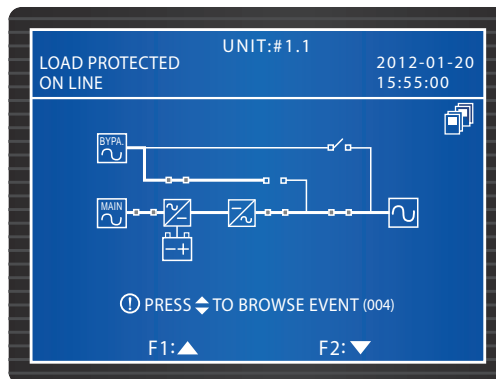 UNIT:#1.1
LOAD PROTECTED
ON LINE
2012-01-20
15:55:00
BYPA.
MAIN
PRESS TO BROWSE EVENT (004)
F1: F2: